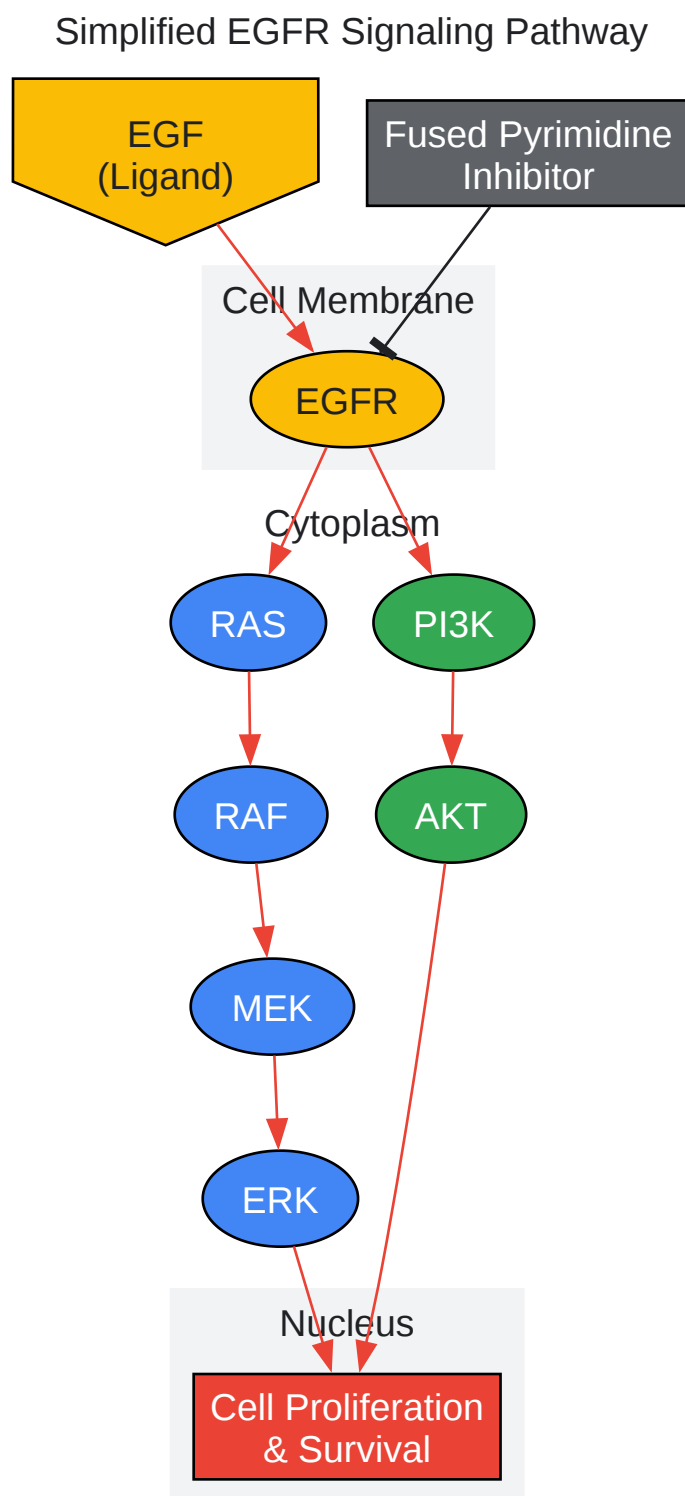 Simplified EGFR Signaling Pathway
EGF
(Ligand)
Fused Pyrimidine
Inhibitor
Cell Membrane
EGFR
Cytoplasm
RAS
PI3K
RAF
AKT
MEK
ERK
Nucleus
Cell Proliferation
& Survival